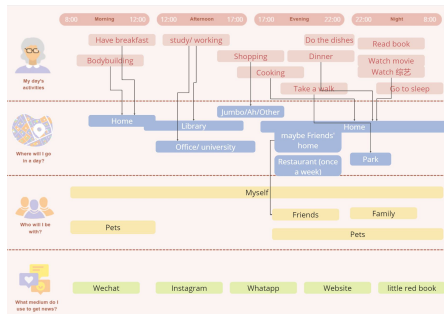 9:00 Morning 12:00
12:00 Afternoon 17:00
17:00 Evening 22:00
22:00 Night 8:00
Have breakfast
study/ working
Do the dishes
Read book
Bodybuilding
Shopping
Dinner
Watch movie
Watch 综艺
Cooking
Take a walk
Go to sleep
My day's
activities
Jumbo/Ah/Other
Home
Library
Home
maybe Friends'
home
Office/ university
Restaurant (once
a week)
Park
Where will I go
in a day?
Myself
Friends
Family
Pets
Pets
Who will I be
with?
Wechat
Instagram
Whatapp
Website
little red book
What medium do I
use to get news?